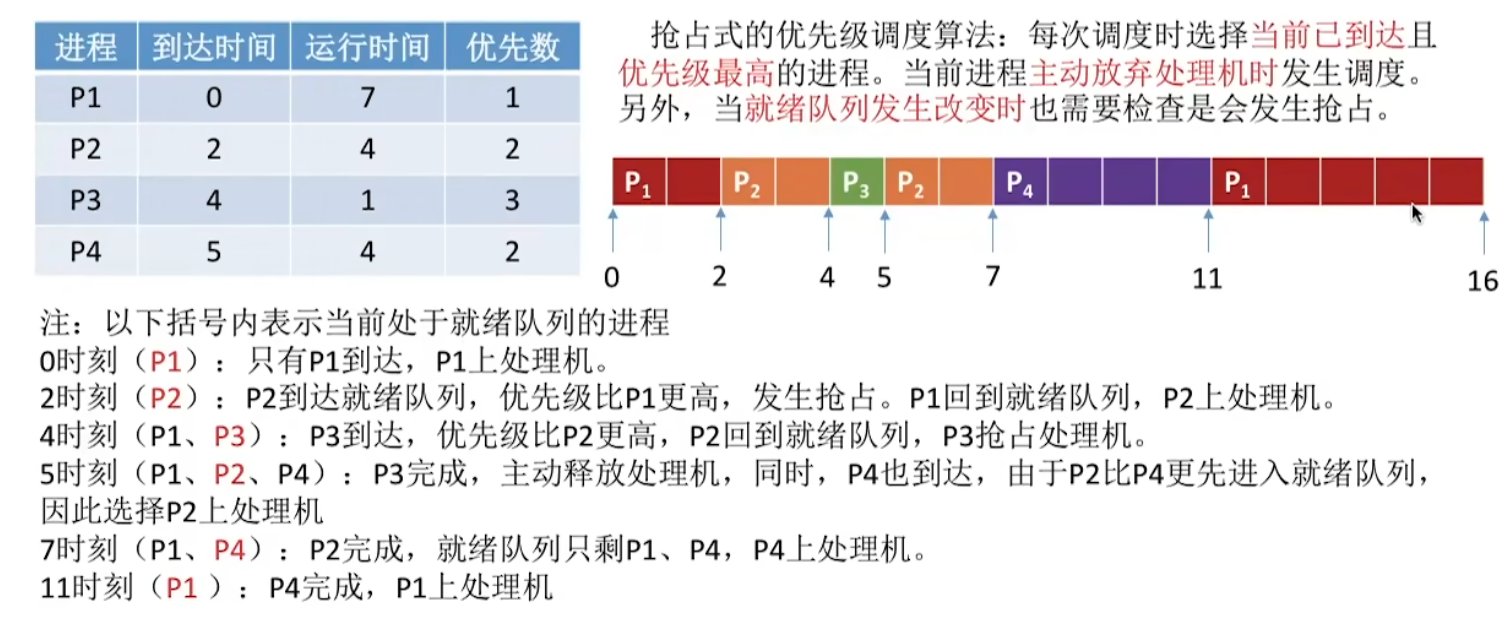 进程 到达时间 运行时间 优先数
P1 0 7 1
P2 2 4 2
P3 4 1 3
P4 5 4 2
抢占式的优先级调度算法：每次调度时选择当前已到达且
优先级最高的进程。当前进程主动放弃处理机时发生调度。
另外，当就绪队列发生改变时也需要检查是会发生抢占。
P1 P2 P3 P2 P4 P1
0 2 4 5 7 11 16
注：以下括号内表示当前处于就绪队列的进程
0时刻（P1）：只有P1到达，P1上处理机。
2时刻（P2）：P2到达就绪队列，优先级比P1更高，发生抢占。P1回到就绪队列，P2上处理机。
4时刻（P1、P3）：P3到达，优先级比P2更高，P2回到就绪队列，P3抢占处理机。
5时刻（P1、P2、P4）：P3完成，主动释放处理机，同时，P4也到达，由于P2比P4更先进入就绪队列，
因此选择P2上处理机
7时刻（P1、P4）：P2完成，就绪队列只剩P1、P4，P4上处理机。
11时刻（P1 ）：P4完成，P1上处理机